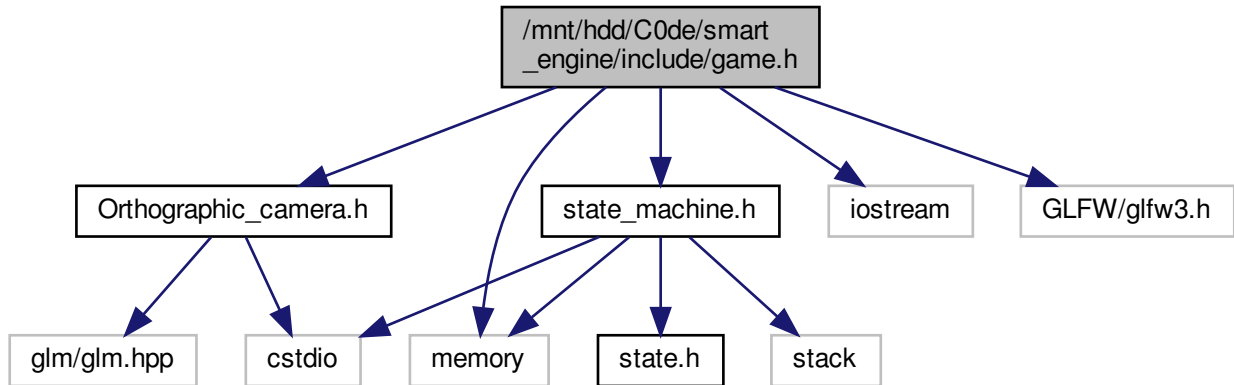 /mnt/hdd/C0de/smart
_engine/include/game.h
Orthographic_camera.h
state_machine.h
iostream
GLFW/glfw3.h
glm/glm.hpp
cstdio
memory
state.h
stack